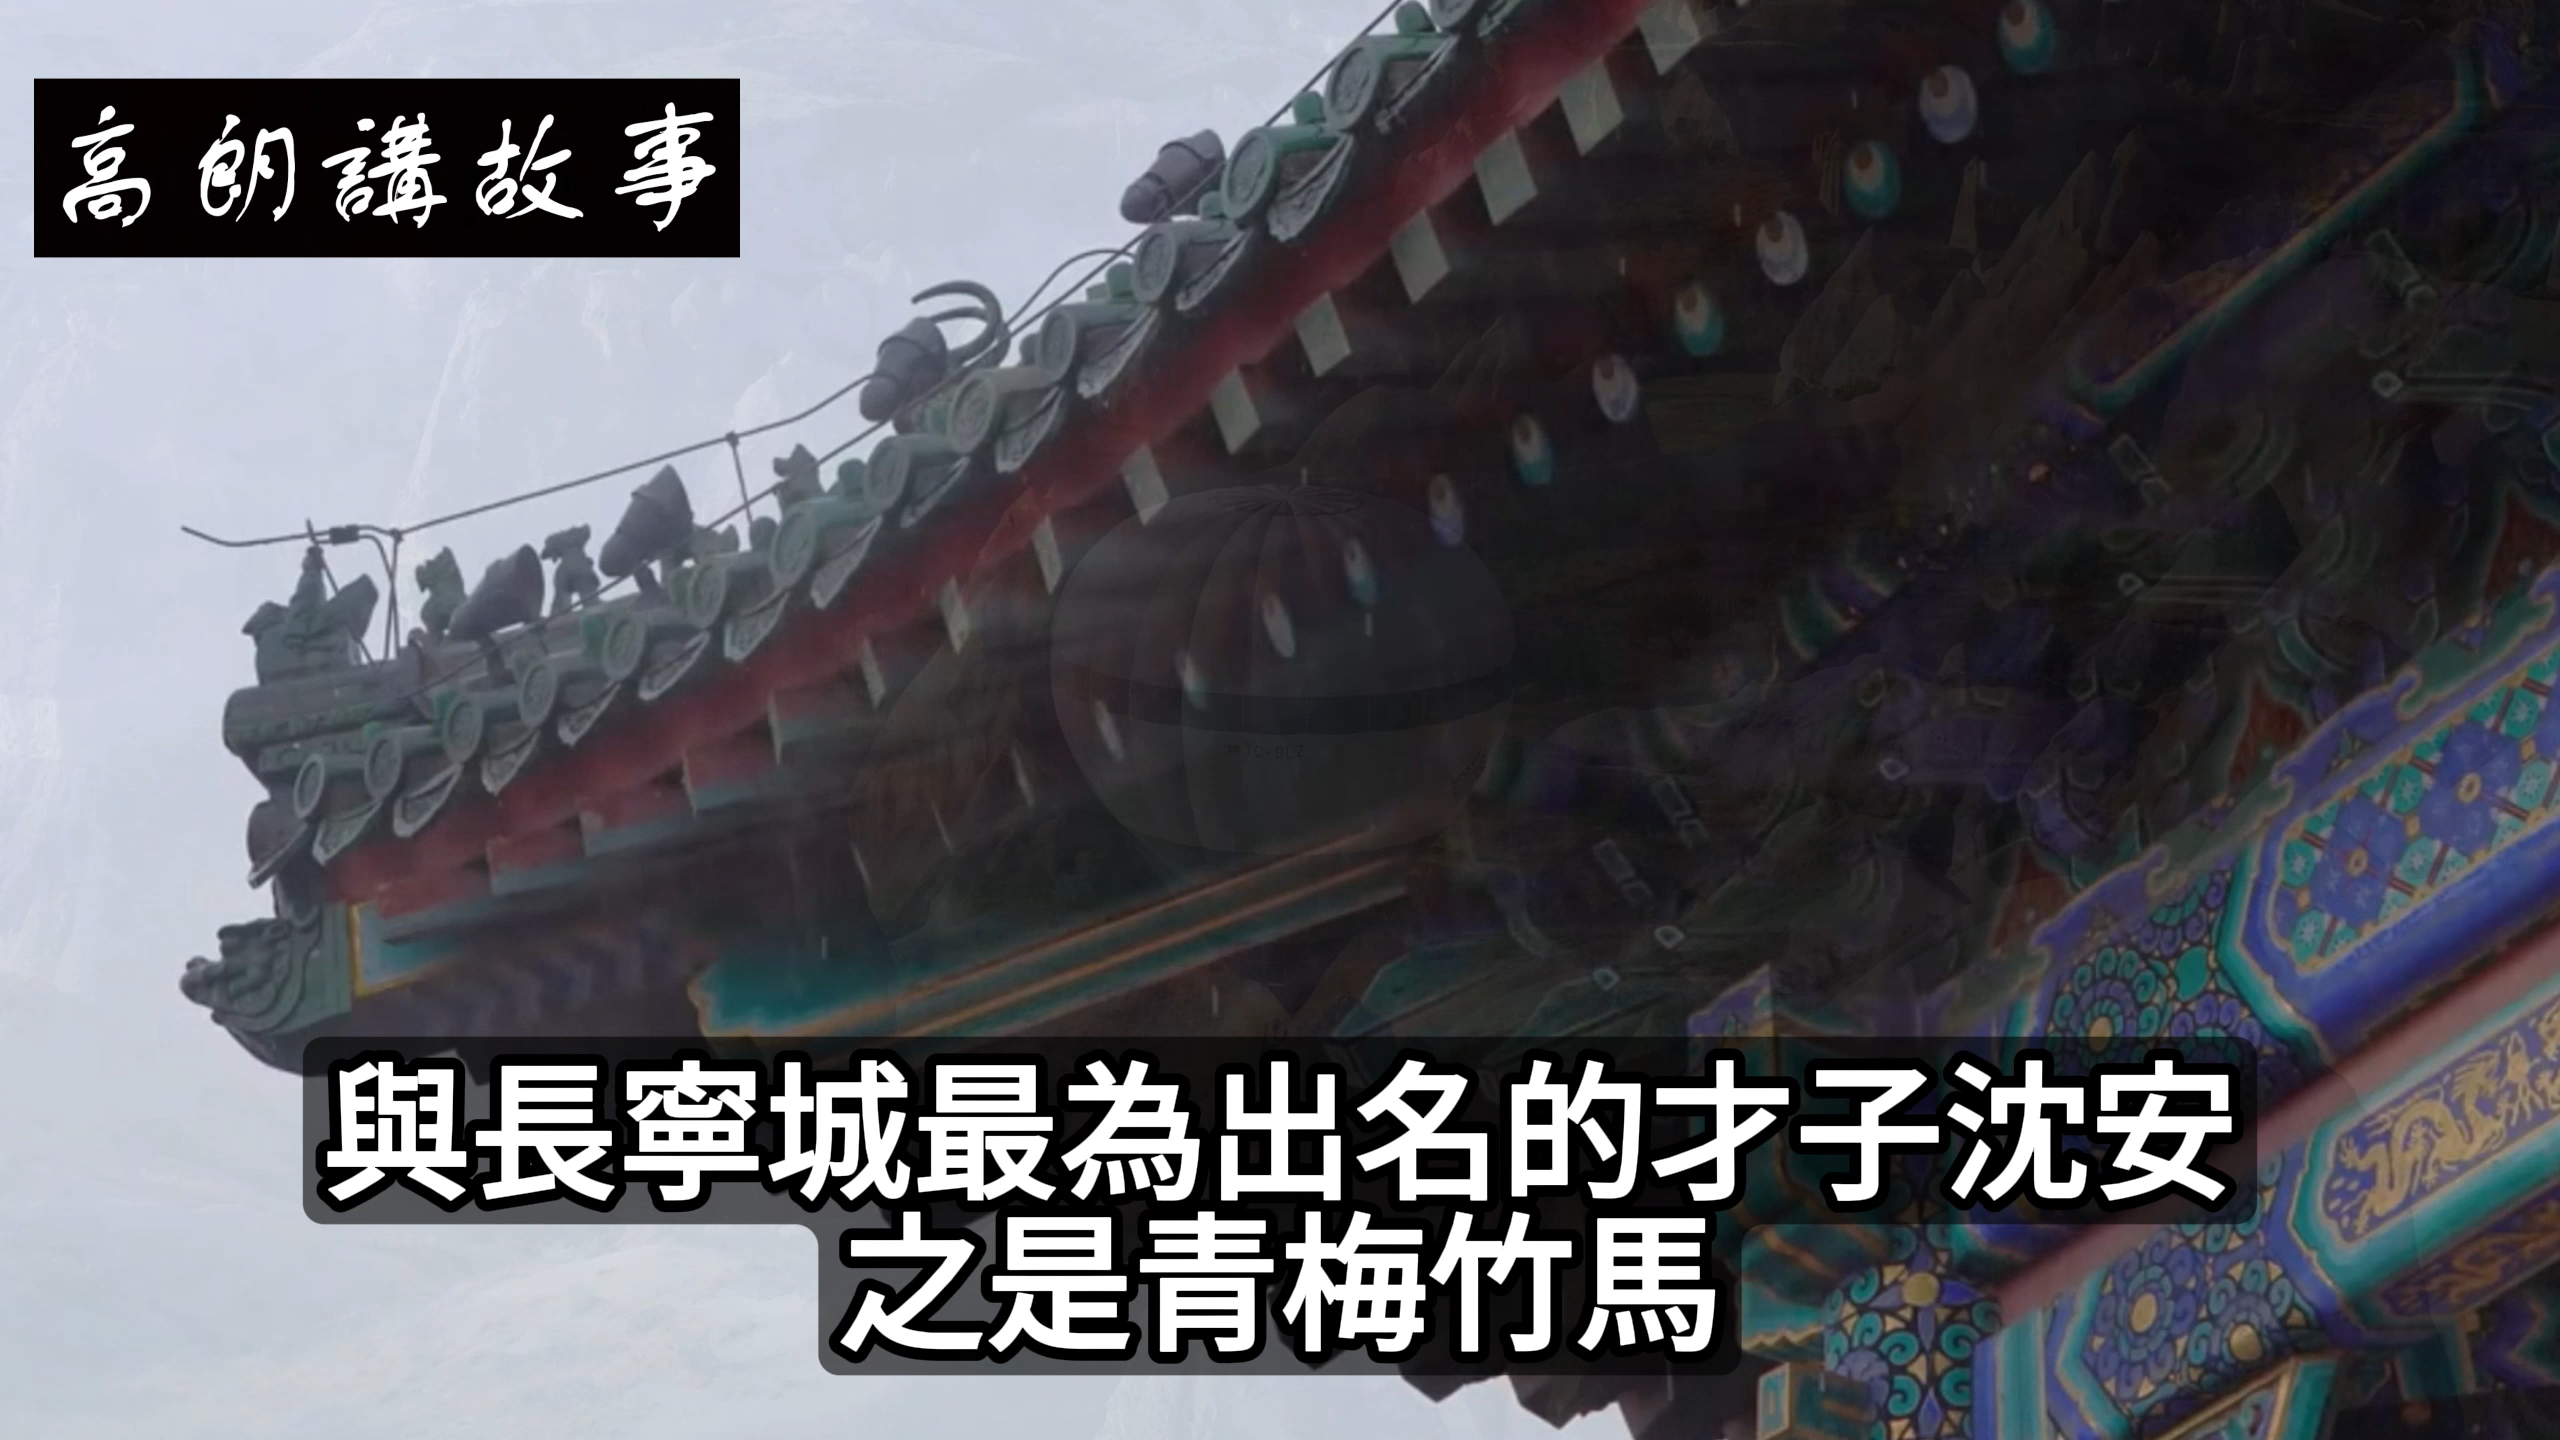 高朗講故事
與長寧城最為出名的才子沈安
之是青梅竹馬